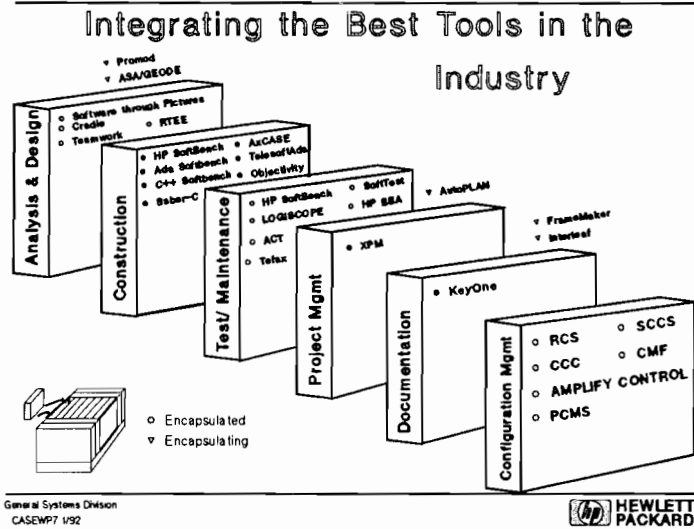 Integrating the Best Tools in the
Industry
▿ Promod
▿ ASA/GEODE
Analysis & Design
○ Software through Pictures
○ Cradle
○ RTEE
○ Teamwork
Construction
● HP SoftBench
● AxCASE
● Ada Softbench
● TelesoftAda
● C++ Softbench
● Objectivity
● Saber-C
Test/ Maintenance
○ HP SoftBench
○ SoftTest
○ LOGISCOPE
○ HP SBA
○ ACT
○ Tefax
▿ AutoPLAN
Project Mgmt
● XPM
▿ FrameMaker
▿ Interleaf
Documentation
● KeyOne
Configuration Mgmt
○ RCS
○ SCCS
○ CCC
○ CMF
○ AMPLIFY CONTROL
○ PCMS
○ Encapsulated
▿ Encapsulating
General Systems Division
CASEWP7 1/92
hp HEWLETT
PACKARD